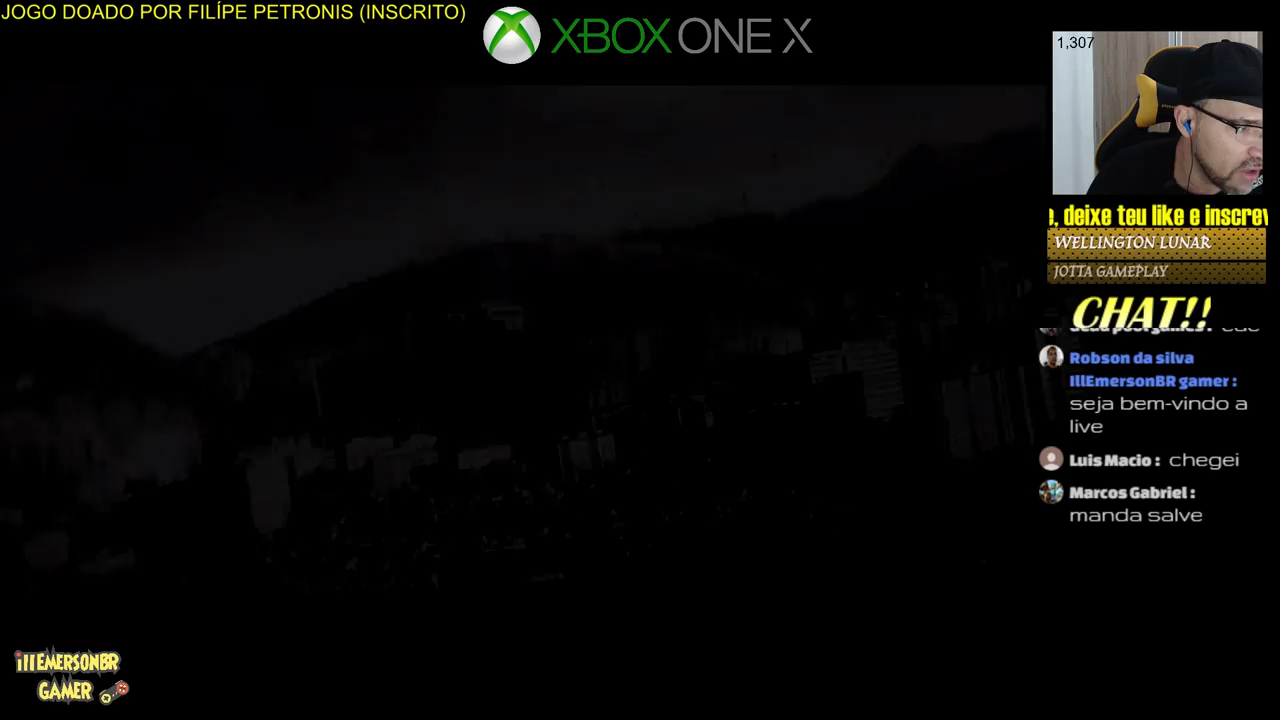 JOGO DOADO POR FILÍPE PETRONIS (INSCRITO)
XBOX ONE X
1,307
, deixe teu like e inscrev
WELLINGTON LUNAR
JOTTA GAMEPLAY
CHAT!!
Robson da silva
IllEmersonBR gamer :
seja bem-vindo a
live
Luis Macio : chegei
Marcos Gabriel :
manda salve
illEMERSONBR
GAMER